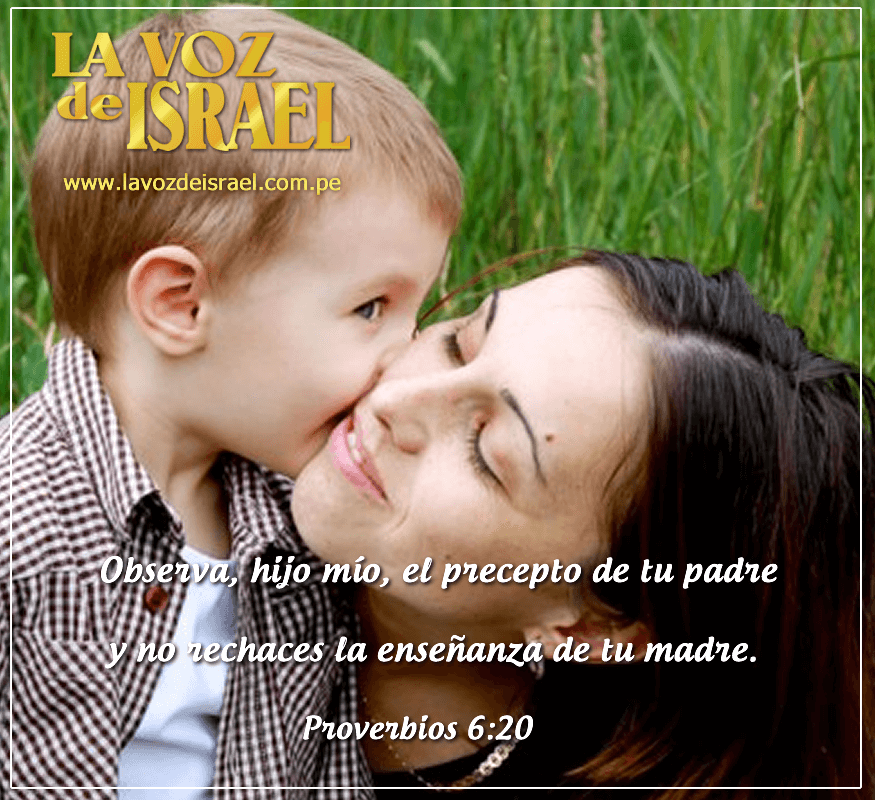 LA VOZ
de ISRAEL
www.lavozdeisrael.com.pe
Observa, hijo mío, el precepto de tu padre
y no rechaces la enseñanza de tu madre.
Proverbios 6:20